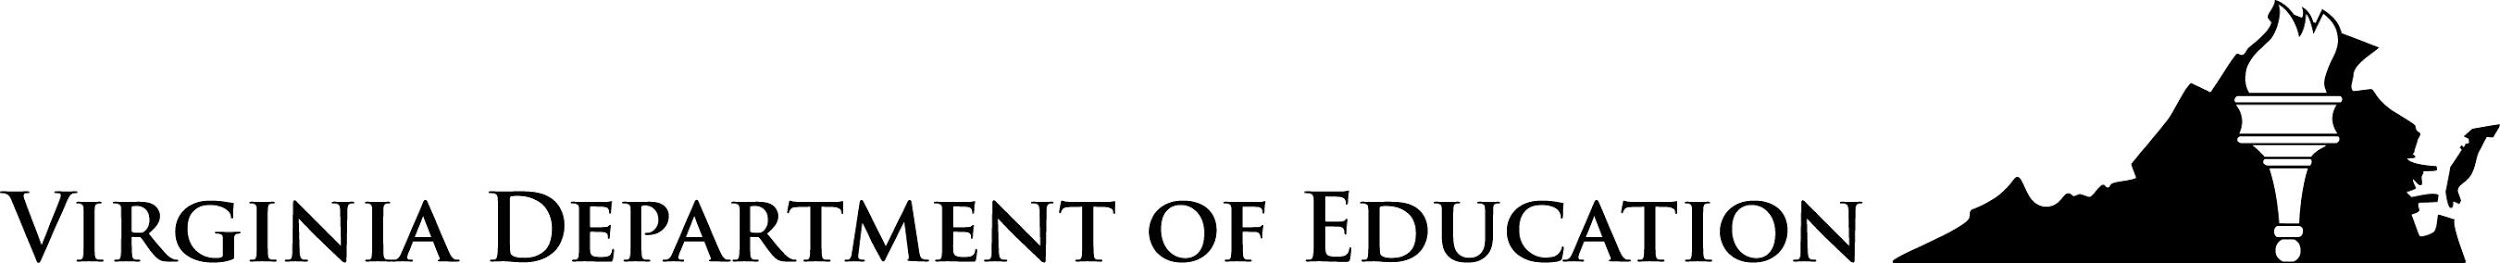 VIRGINIA DEPARTMENT OF EDUCATION